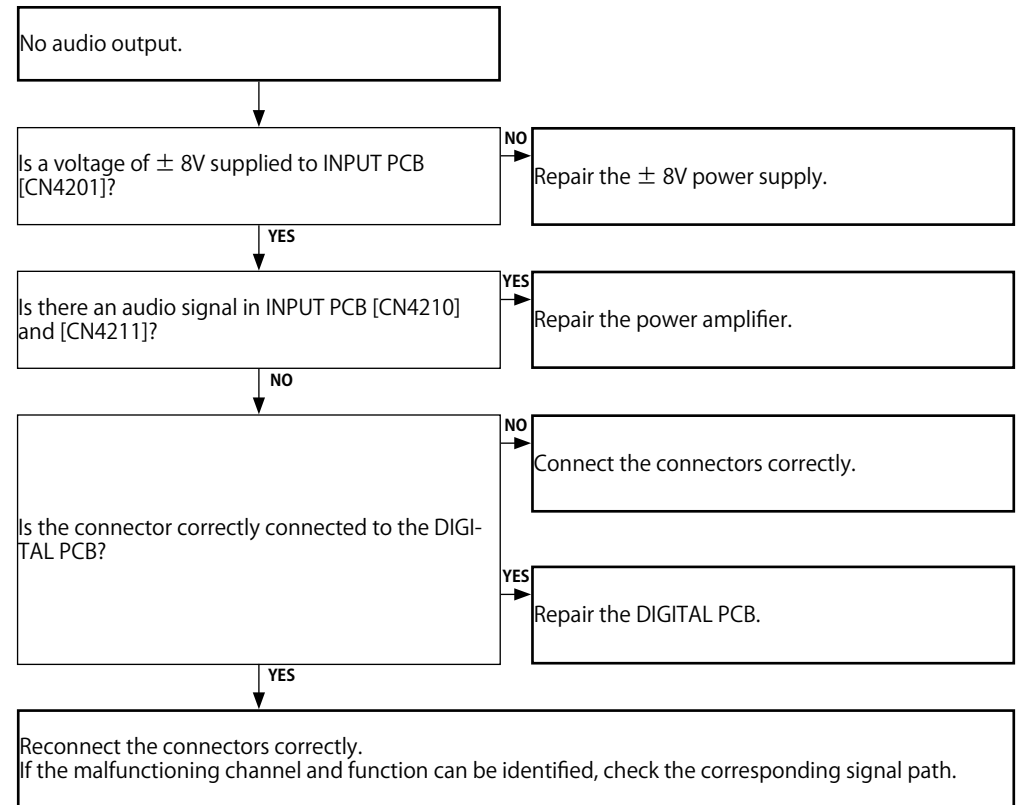 No audio output.
Is a voltage of ± 8V supplied to INPUT PCB
[CN4201]?
NO
Repair the ± 8V power supply.
YES
Is there an audio signal in INPUT PCB [CN4210]
and [CN4211]?
YES
Repair the power amplifier.
NO
Is the connector correctly connected to the DIGI-
TAL PCB?
NO
Connect the connectors correctly.
YES
Repair the DIGITAL PCB.
YES
Reconnect the connectors correctly.
If the malfunctioning channel and function can be identified, check the corresponding signal path.